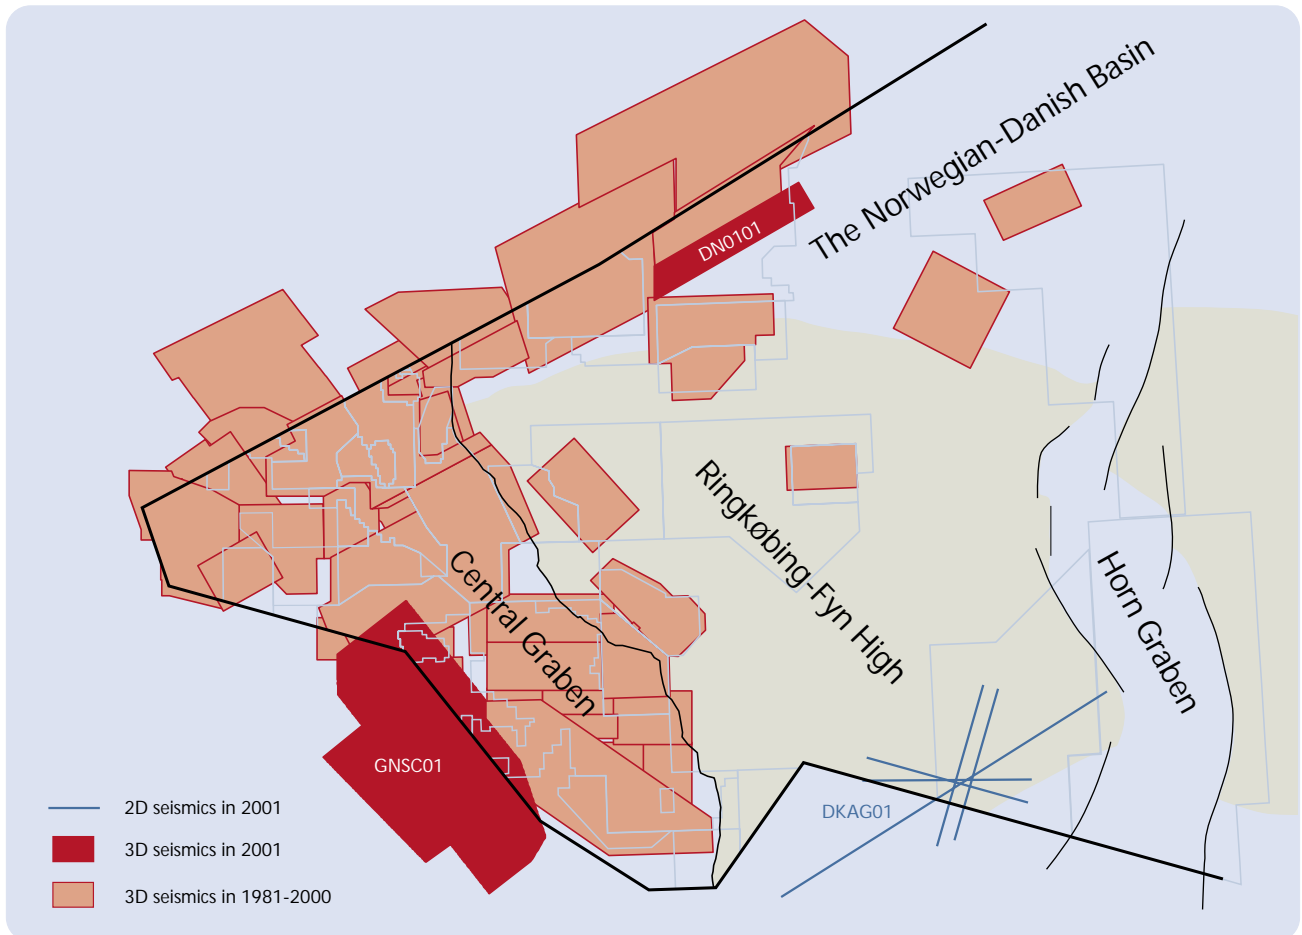 The Norwegian-Danish Basin
DN0101
Ringkøbing-Fyn High
Central Graben
Horn Graben
GNSC01
DKAG01
2D seismics in 2001
3D seismics in 2001
3D seismics in 1981-2000